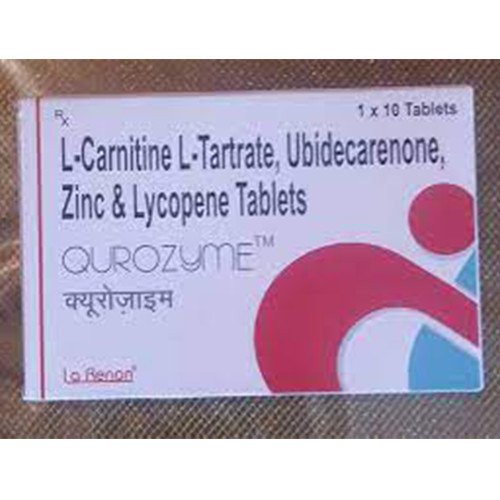 Rx 1 x 10 Tablets
L-Carnitine L-Tartrate, Ubidecarenone,
Zinc & Lycopene Tablets
QUROZYME™
क्यूरोज़ाइम
La Renon®